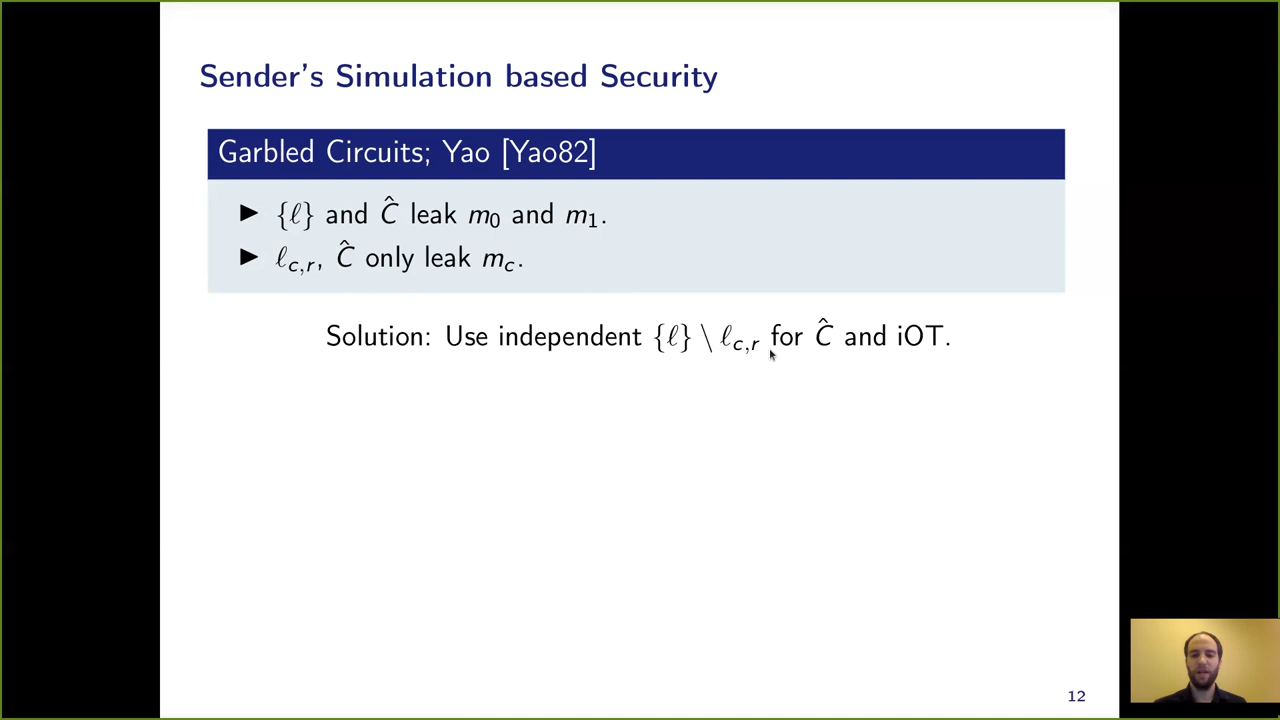 Sender's Simulation based Security
Garbled Circuits; Yao [Yao82]
▶ {ℓ} and Ĉ leak m₀ and m₁.
▶ ℓ_{c,r}, Ĉ only leak m_c.
Solution: Use independent {ℓ} \ ℓ_{c,r} for Ĉ and iOT.
12